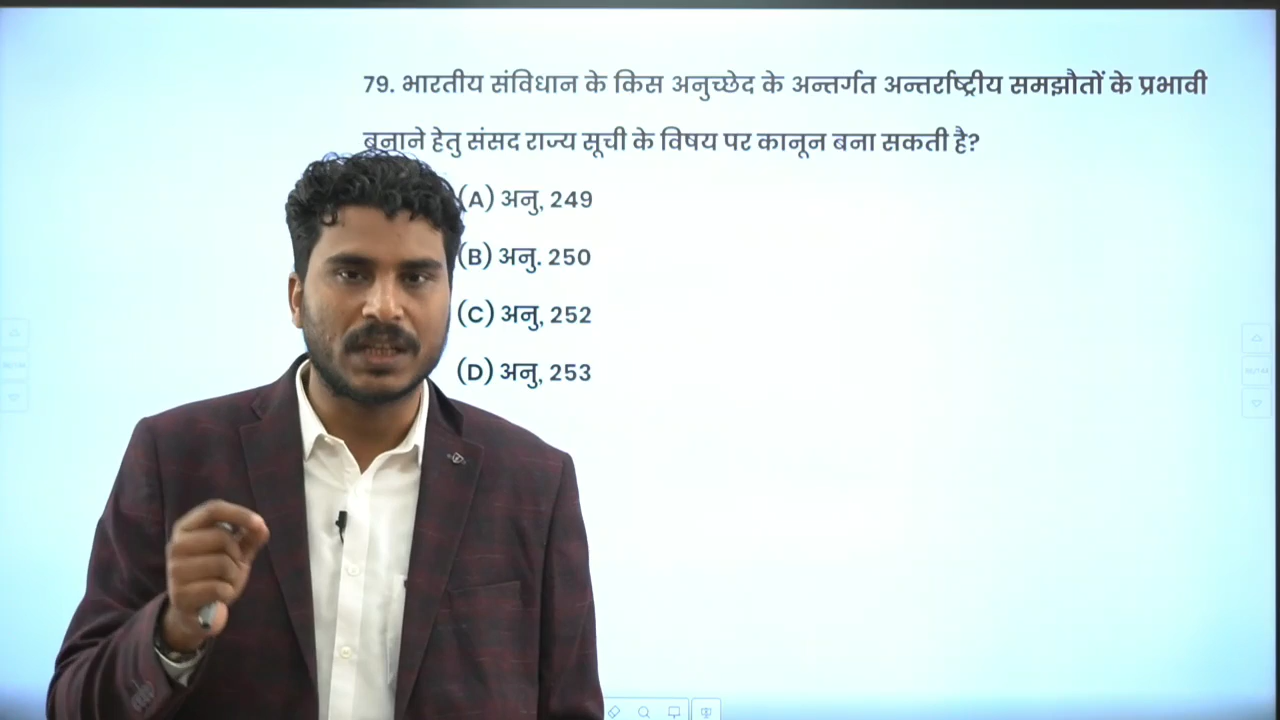 79. भारतीय संविधान के किस अनुच्छेद के अन्तर्गत अन्तर्राष्ट्रीय समझौतों के प्रभावी
बनाने हेतु संसद राज्य सूची के विषय पर कानून बना सकती है?
(A) अनु, 249
(B) अनु. 250
(C) अनु, 252
(D) अनु, 253